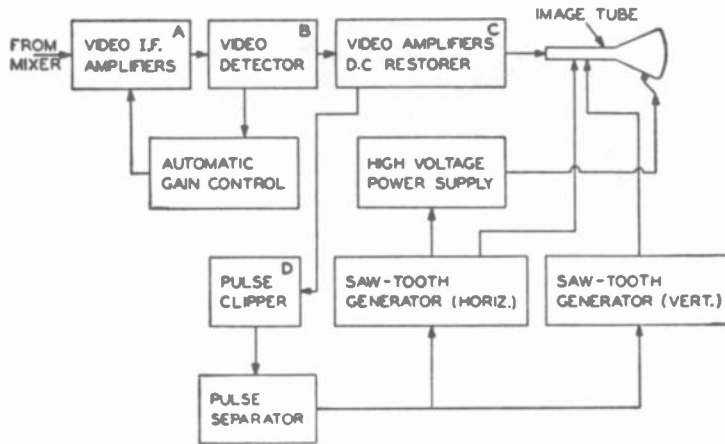 FROM
MIXER
A
VIDEO I.F.
AMPLIFIERS
B
VIDEO
DETECTOR
C
VIDEO AMPLIFIERS
D.C RESTORER
IMAGE TUBE
AUTOMATIC
GAIN CONTROL
HIGH VOLTAGE
POWER SUPPLY
D
PULSE
CLIPPER
SAW-TOOTH
GENERATOR (HORIZ.)
SAW-TOOTH
GENERATOR (VERT.)
PULSE
SEPARATOR